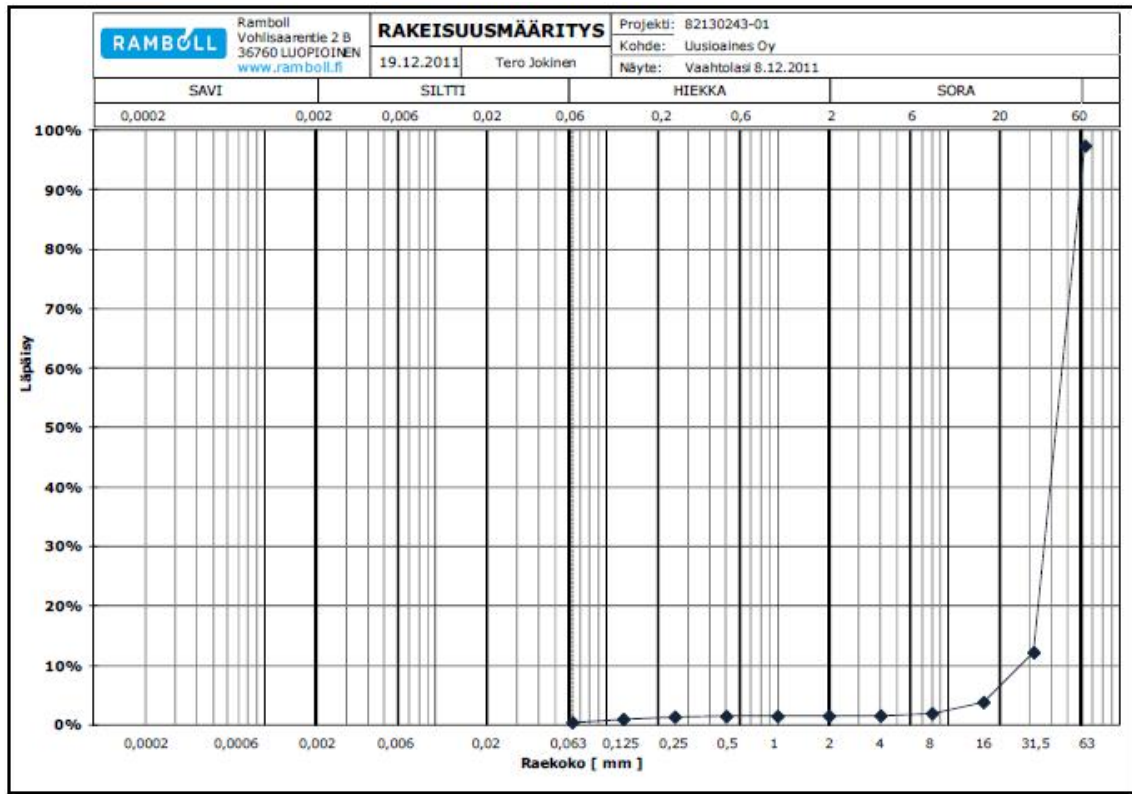 RAMBOLL
Ramboll
Vohlisaarentie 2 B
36760 LUOPIOINEN
www.ramboll.fi
RAKEISUUSMÄÄRITYS
19.12.2011 Tero Jokinen
Projekti: 82130243-01
Kohde: Uusioaines Oy
Näyte: Vaahtolasi 8.12.2011
SAVI SILTTI HIEKKA SORA
0,0002 0,002 0,006 0,02 0,06 0,2 0,6 2 6 20 60
100%
90%
80%
70%
60%
50%
40%
30%
20%
10%
0%
Läpäisy
0,0002 0,0006 0,002 0,006 0,02 0,063 0,125 0,25 0,5 1 2 4 8 16 31,5 63
Raekoko [ mm ]